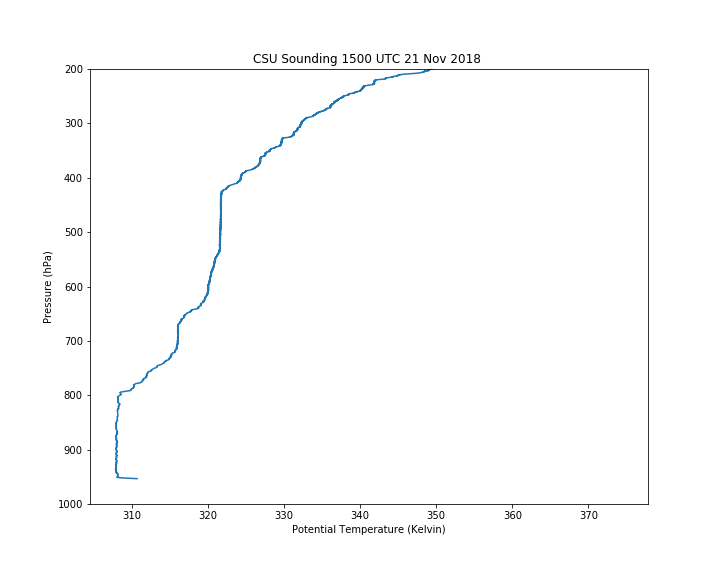 CSU Sounding 1500 UTC 21 Nov 2018
200
300
400
500
600
700
800
900
1000
Pressure (hPa)
310 320 330 340 350 360 370
Potential Temperature (Kelvin)